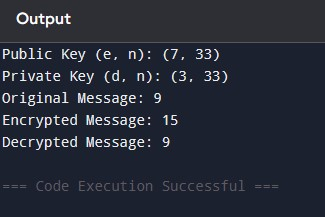 Output
Public Key (e, n): (7, 33)
Private Key (d, n): (3, 33)
Original Message: 9
Encrypted Message: 15
Decrypted Message: 9
=== Code Execution Successful ===